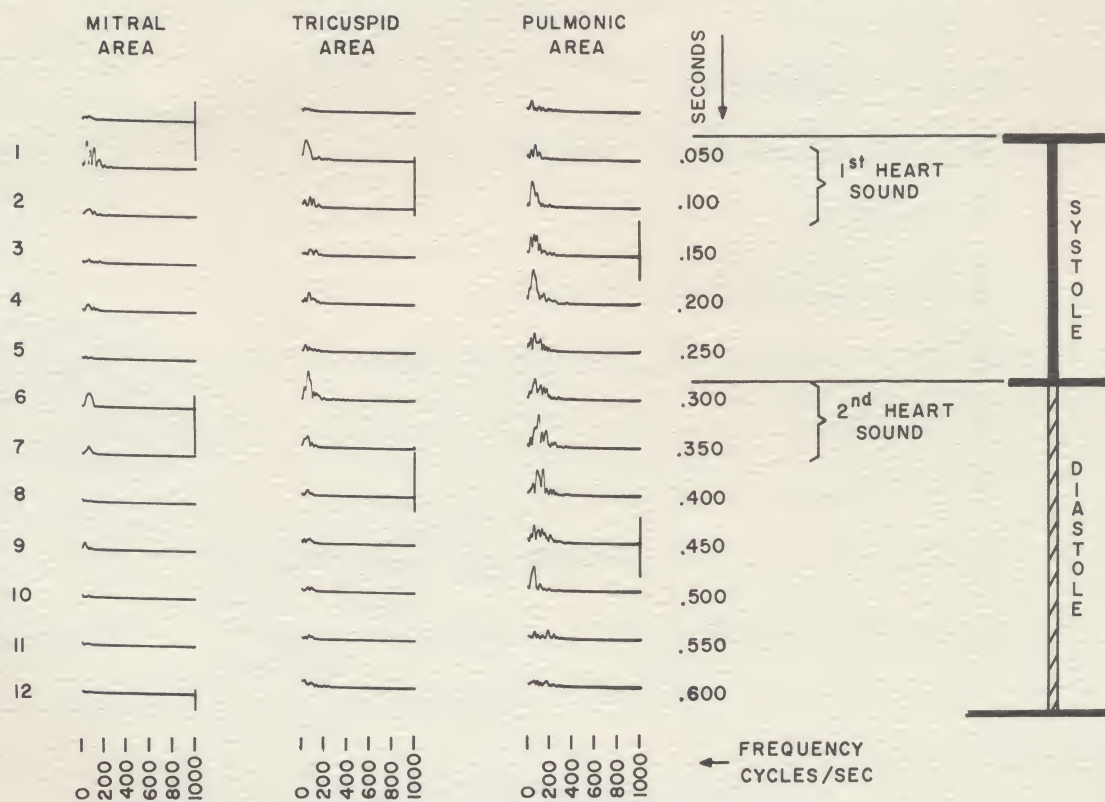 MITRAL AREA
TRICUSPID AREA
PULMONIC AREA
SECONDS
1
.050
1st HEART SOUND
2
.100
3
.150
4
.200
5
.250
SYSTOLE
6
.300
2nd HEART SOUND
7
.350
8
.400
9
.450
10
.500
11
.550
12
.600
DIASTOLE
0 200 400 600 800 1000
0 200 400 600 800 1000
0 200 400 600 800 1000
FREQUENCY
CYCLES/SEC